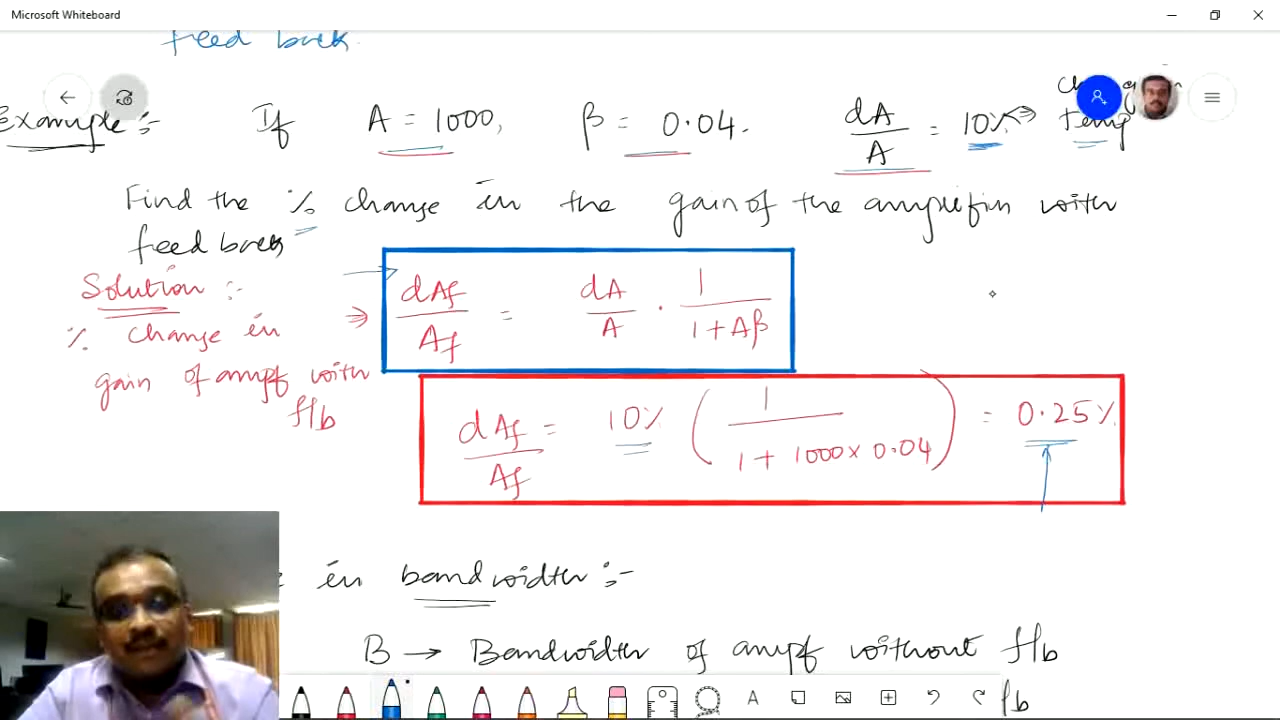 Microsoft Whiteboard
feed back
Example :- If A = 1000, β = 0.04. dA/A = 10% ⇔ temp
Find the % change in the gain of the amplifier with
feed back
Solution :-
% change in
gain of ampf with
f/b
⇒ dAf/Af = dA/A · 1/(1+Aβ)
dAf/Af = 10% (1/(1+1000×0.04)) = 0.25%
in bandwidth :-
B → Bandwidth of ampf without f/b
A
f/b